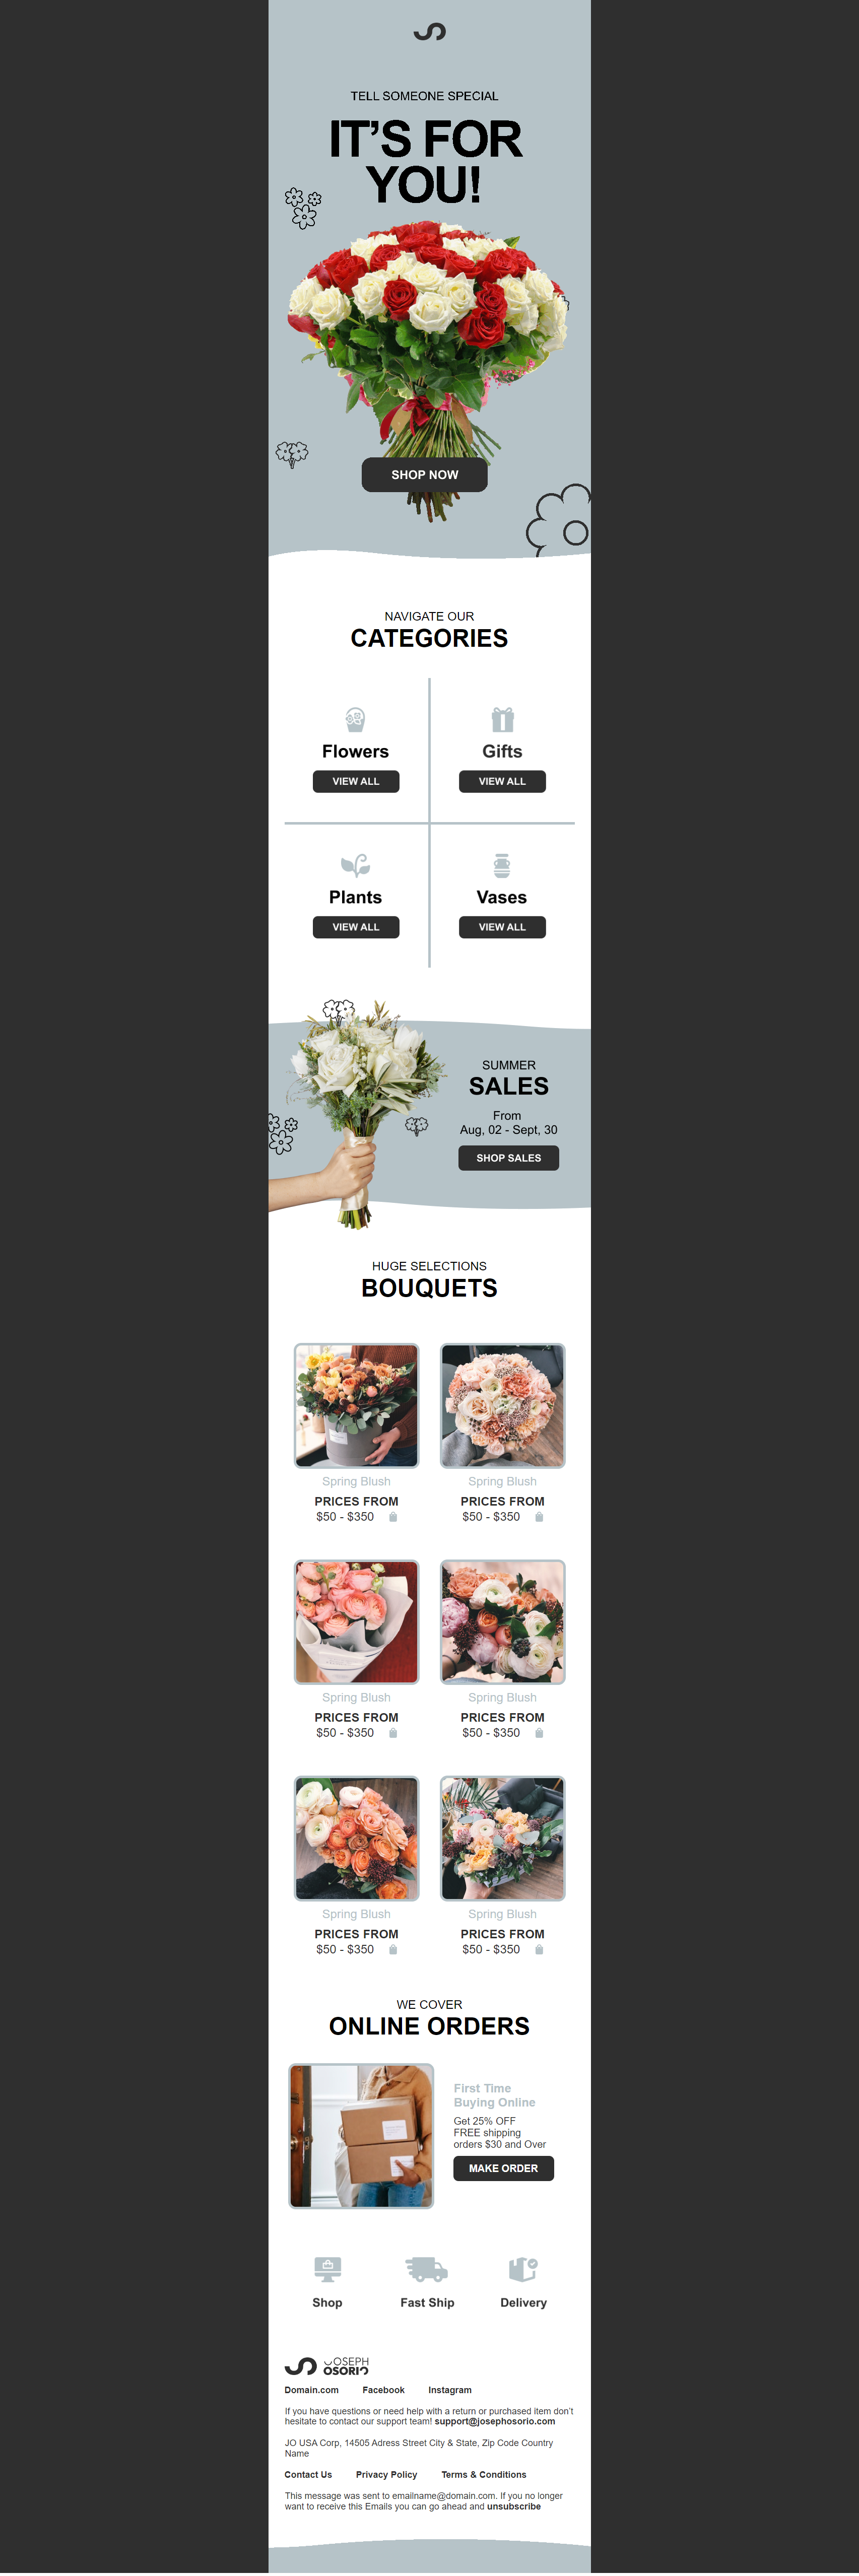 TELL SOMEONE SPECIAL
IT’S FOR
YOU!
SHOP NOW
NAVIGATE OUR
CATEGORIES
Flowers
VIEW ALL
Gifts
VIEW ALL
Plants
VIEW ALL
Vases
VIEW ALL
SUMMER
SALES
From
Aug, 02 - Sept, 30
SHOP SALES
HUGE SELECTIONS
BOUQUETS
Spring Blush
PRICES FROM
$50 - $350
Spring Blush
PRICES FROM
$50 - $350
Spring Blush
PRICES FROM
$50 - $350
Spring Blush
PRICES FROM
$50 - $350
Spring Blush
PRICES FROM
$50 - $350
Spring Blush
PRICES FROM
$50 - $350
WE COVER
ONLINE ORDERS
First Time
Buying Online
Get 25% OFF
FREE shipping
orders $30 and Over
MAKE ORDER
Shop
Fast Ship
Delivery
JOSEPH
OSORIO
Domain.com Facebook Instagram
If you have questions or need help with a return or purchased item don’t
hesitate to contact our support team! support@josephosorio.com
JO USA Corp, 14505 Adress Street City & State, Zip Code Country
Name
Contact Us Privacy Policy Terms & Conditions
This message was sent to emailname@domain.com. If you no longer
want to receive this Emails you can go ahead and unsubscribe